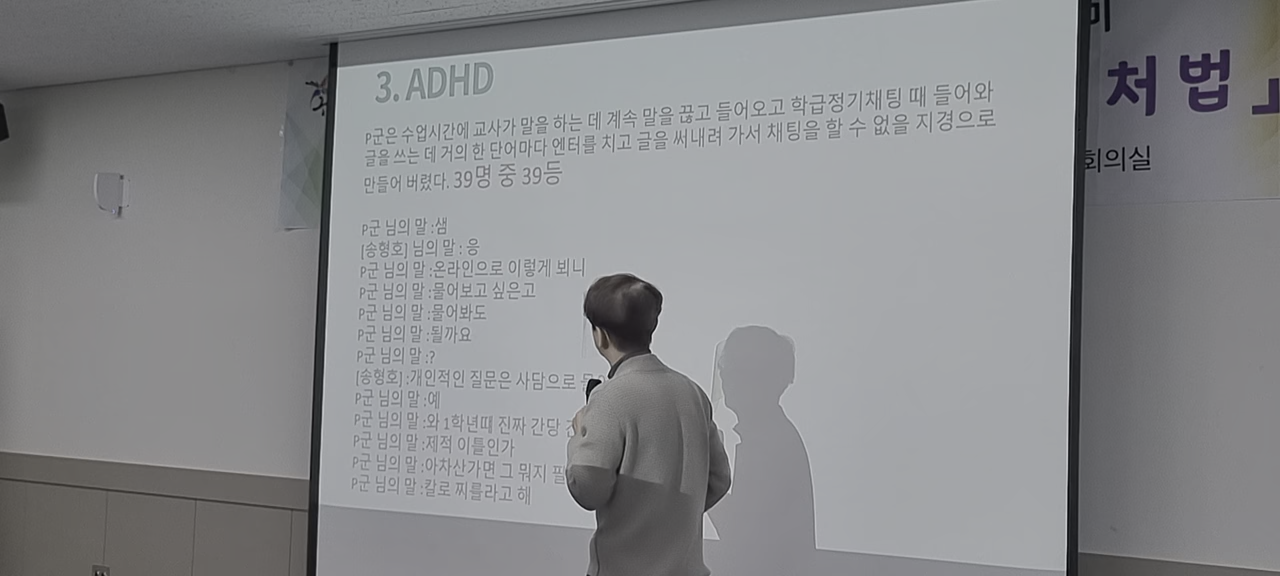 3. ADHD
P군은 수업시간에 교사가 말을 하는 데 계속 말을 끊고 들어오고 학급정기채팅 때 들어와
글을 쓰는 데 거의 한 단어마다 엔터를 치고 글을 써내려 가서 채팅을 할 수 없을 지경으로
만들어 버렸다. 39명 중 39등
P군 님의 말 :샘
[송형호] 님의 말 : 응
P군 님의 말 :온라인으로 이렇게 뵈니
P군 님의 말 :물어보고 싶은고
P군 님의 말 :물어봐도
P군 님의 말 :될까요
P군 님의 말 :?
[송형호] :개인적인 질문은 사담으로
P군 님의 말 :예
P군 님의 말 :와 1학년때 진짜 간당
P군 님의 말 :제적 이틀인가
P군 님의 말 :아차산가면 그 뭐지
P군 님의 말 :칼로 찌를라고 해
처법
회의실